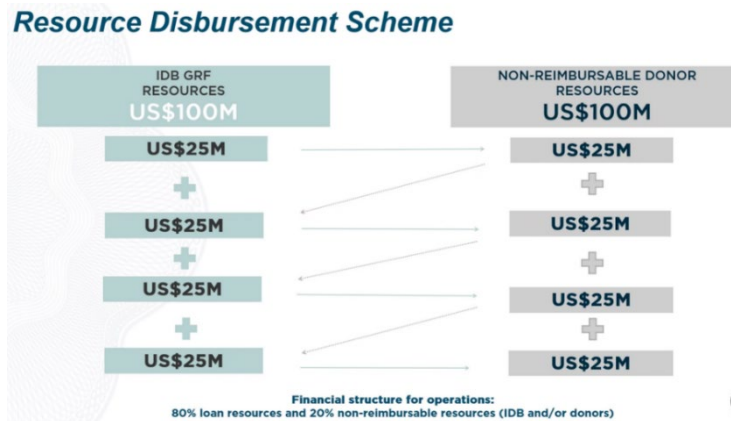 Resource Disbursement Scheme
IDB GRF
RESOURCES
US$100M
NON-REIMBURSABLE DONOR
RESOURCES
US$100M
US$25M
US$25M
US$25M
US$25M
US$25M
US$25M
US$25M
US$25M
Financial structure for operations:
80% loan resources and 20% non-reimbursable resources (IDB and/or donors)